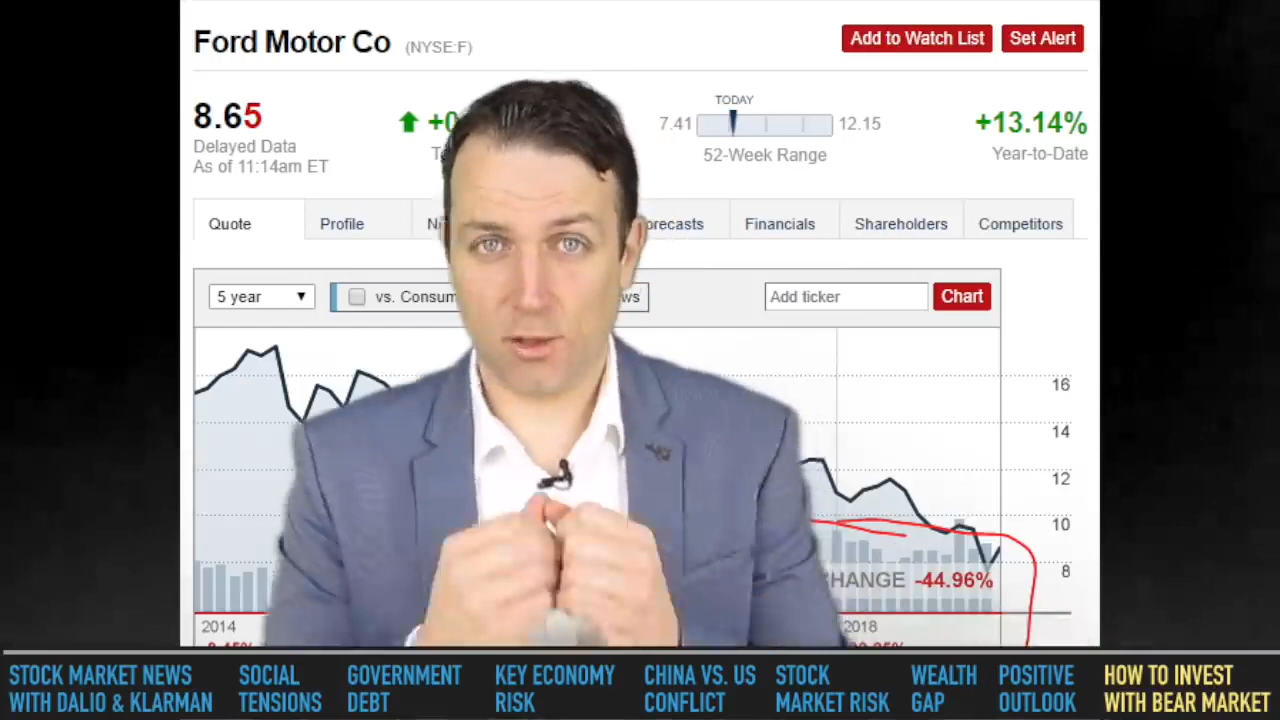 Ford Motor Co (NYSE:F)
Add to Watch List
Set Alert
8.65
+0
Delayed Data
As of 11:14am ET
TODAY
7.41
12.15
52-Week Range
+13.14%
Year-to-Date
Quote
Profile
Financials
Shareholders
Competitors
5 year
vs.
Add ticker
Chart
16
14
12
10
8
-44.96%
2014
2018
STOCK MARKET NEWS
WITH DALIO & KLARMAN
SOCIAL
TENSIONS
GOVERNMENT
DEBT
KEY ECONOMY
RISK
CHINA VS. US
CONFLICT
STOCK
MARKET RISK
WEALTH
GAP
POSITIVE
OUTLOOK
HOW TO INVEST
WITH BEAR MARKET